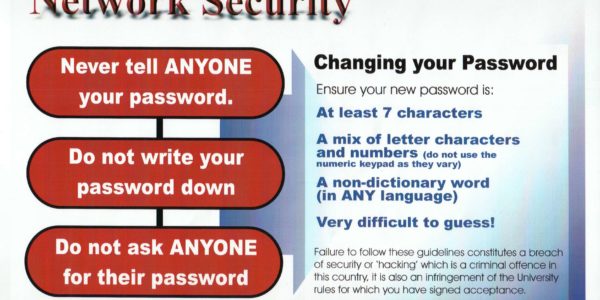 Network Security
Never tell ANYONE
your password.
Do not write your
password down
Do not ask ANYONE
for their password
Changing your Password
Ensure your new password is:
At least 7 characters
A mix of letter characters
and numbers (do not use the
numeric keypad as they vary)
A non-dictionary word
(in ANY language)
Very difficult to guess!
Failure to follow these guidelines constitutes a breach
of security or 'hacking' which is a criminal offence in
this country, it is also an infringement of the University
rules for which you have signed acceptance.